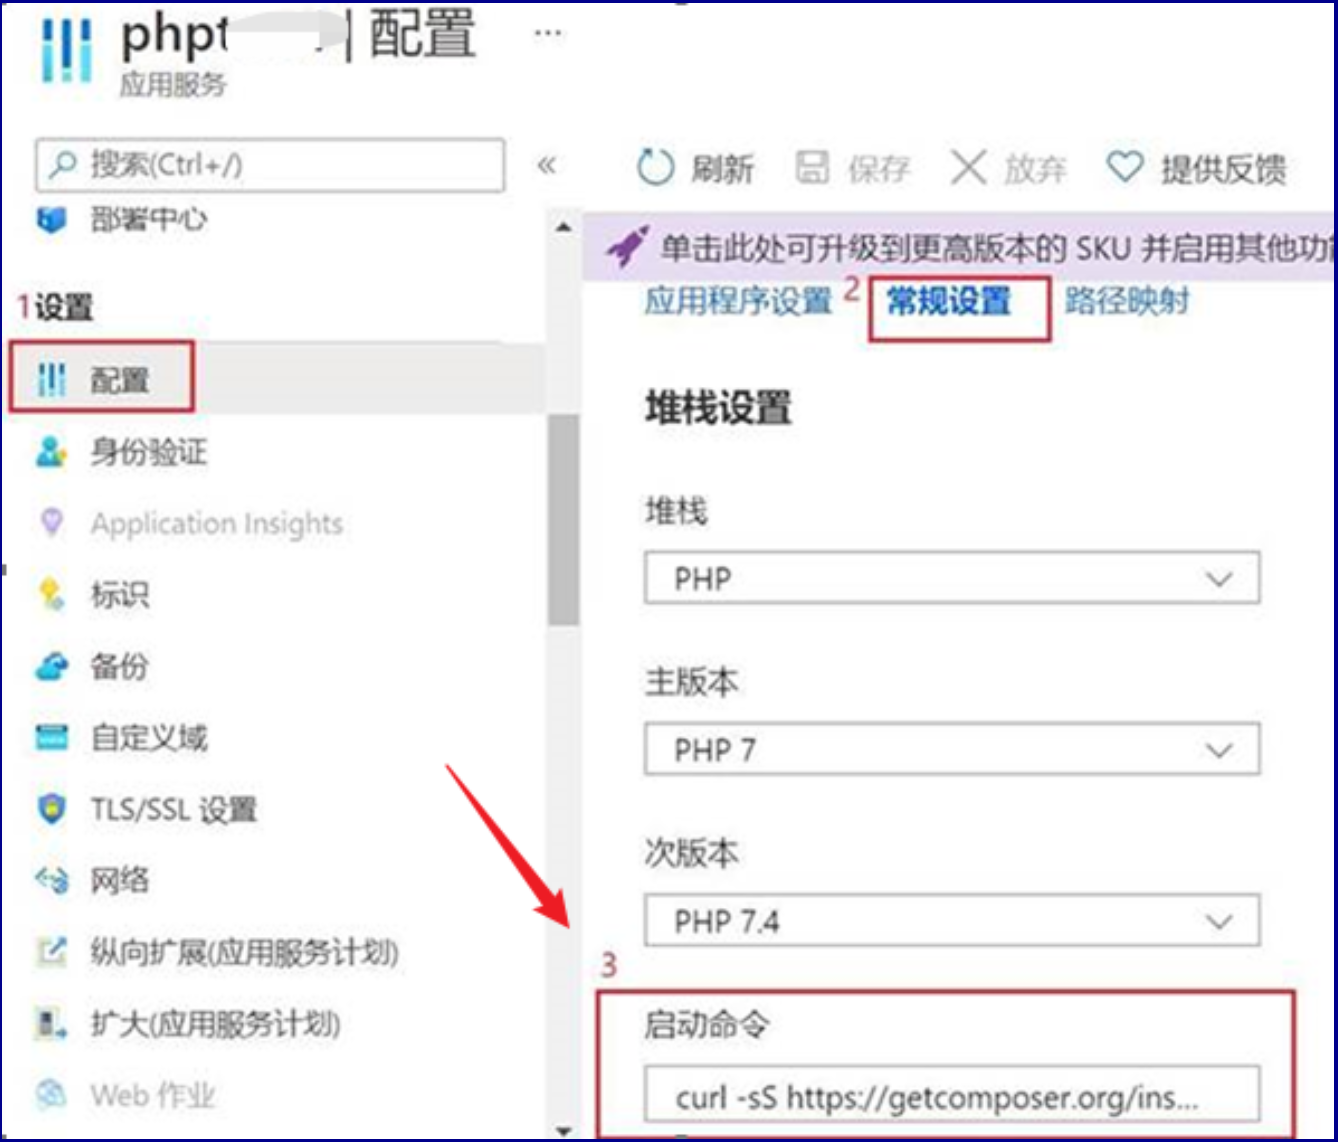 phpt | 配置 ...
应用服务
搜索(Ctrl+/) «
部署中心
1设置
配置
身份验证
Application Insights
标识
备份
自定义域
TLS/SSL 设置
网络
纵向扩展(应用服务计划)
扩大(应用服务计划)
Web 作业
刷新 保存 放弃 提供反馈
单击此处可升级到更高版本的 SKU 并启用其他功
应用程序设置 2 常规设置 路径映射
堆栈设置
堆栈
PHP
主版本
PHP 7
次版本
PHP 7.4
3
启动命令
curl -sS https://getcomposer.org/ins...